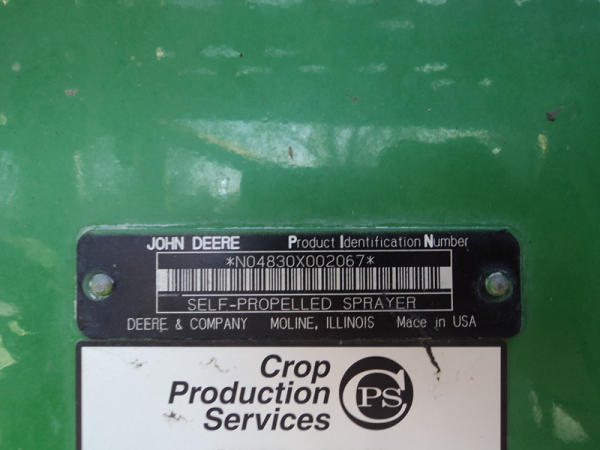 JOHN DEERE Product Identification Number
*N04830X002067*
SELF-PROPELLED SPRAYER
DEERE & COMPANY MOLINE, ILLINOIS Made in USA
Crop
Production
Services
CPS